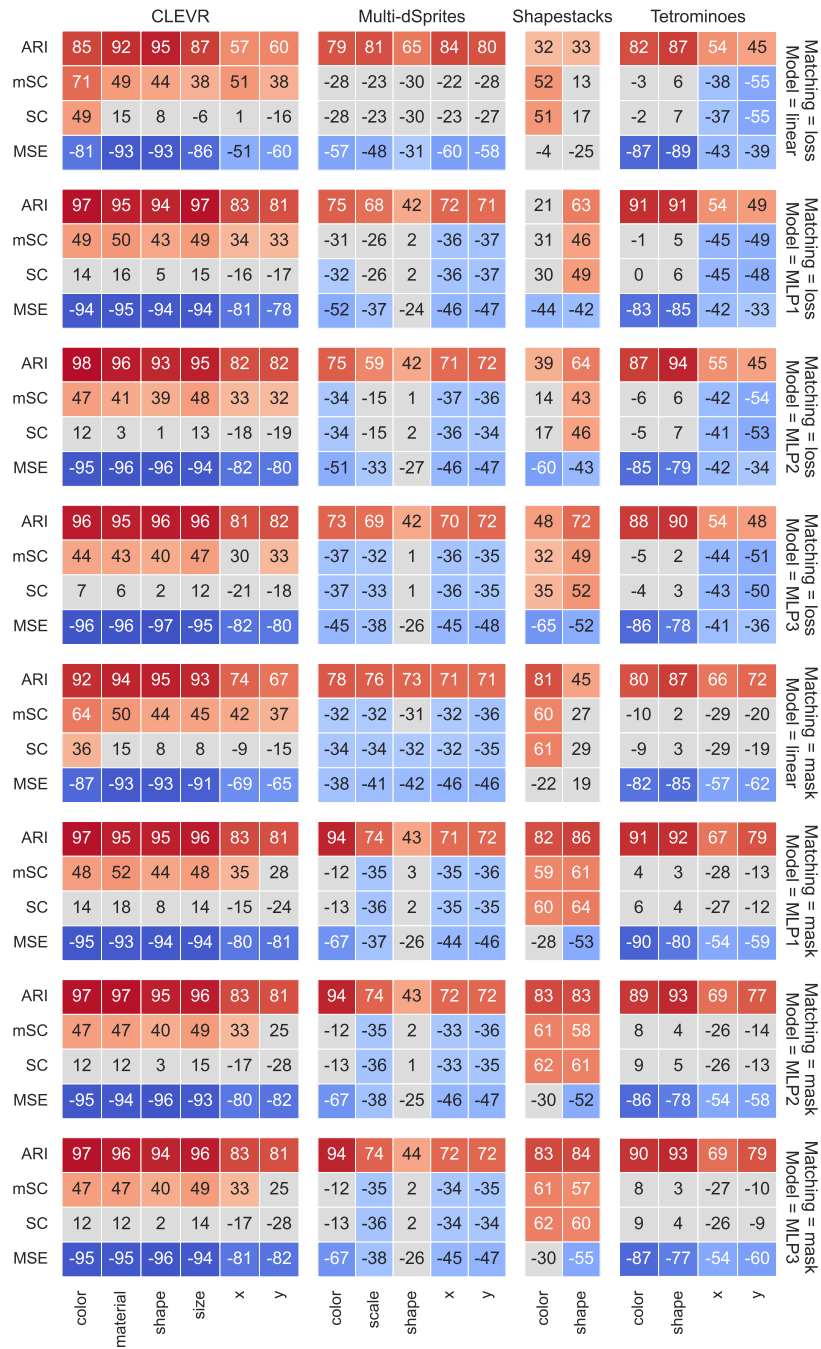 CLEVR Multi-dSprites Shapestacks Tetrominoes
ARI 85 92 95 87 57 60 79 81 65 84 80 32 33 82 87 54 45
mSC 71 49 44 38 51 38 -28 -23 -30 -22 -28 52 13 -3 6 -38 -55
SC 49 15 8 -6 1 -16 -28 -23 -30 -23 -27 51 17 -2 7 -37 -55
MSE -81 -93 -93 -86 -51 -60 -57 -48 -31 -60 -58 -4 -25 -87 -89 -43 -39
Matching = loss
Model = linear
ARI 97 95 94 97 83 81 75 68 42 72 71 21 63 91 91 54 49
mSC 49 50 43 49 34 33 -31 -26 2 -36 -37 31 46 -1 5 -45 -49
SC 14 16 5 15 -16 -17 -32 -26 2 -36 -37 30 49 0 6 -45 -48
MSE -94 -95 -94 -94 -81 -78 -52 -37 -24 -46 -47 -44 -42 -83 -85 -42 -33
Matching = loss
Model = MLP1
ARI 98 96 93 95 82 82 75 59 42 71 72 39 64 87 94 55 45
mSC 47 41 39 48 33 32 -34 -15 1 -37 -36 14 43 -6 6 -42 -54
SC 12 3 1 13 -18 -19 -34 -15 2 -36 -34 17 46 -5 7 -41 -53
MSE -95 -96 -96 -94 -82 -80 -51 -33 -27 -46 -47 -60 -43 -85 -79 -42 -34
Matching = loss
Model = MLP2
ARI 96 95 96 96 81 82 73 69 42 70 72 48 72 88 90 54 48
mSC 44 43 40 47 30 33 -37 -32 1 -36 -35 32 49 -5 2 -44 -51
SC 7 6 2 12 -21 -18 -37 -33 1 -36 -35 35 52 -4 3 -43 -50
MSE -96 -96 -97 -95 -82 -80 -45 -38 -26 -45 -48 -65 -52 -86 -78 -41 -36
Matching = loss
Model = MLP3
ARI 92 94 95 93 74 67 78 76 73 71 71 81 45 80 87 66 72
mSC 64 50 44 45 42 37 -32 -32 -31 -32 -36 60 27 -10 2 -29 -20
SC 36 15 8 8 -9 -15 -34 -34 -32 -32 -35 61 29 -9 3 -29 -19
MSE -87 -93 -93 -91 -69 -65 -38 -41 -42 -46 -46 -22 19 -82 -85 -57 -62
Matching = mask
Model = linear
ARI 97 95 95 96 83 81 94 74 43 71 72 82 86 91 92 67 79
mSC 48 52 44 48 35 28 -12 -35 3 -35 -36 59 61 4 3 -28 -13
SC 14 18 8 14 -15 -24 -13 -36 2 -35 -35 60 64 6 4 -27 -12
MSE -95 -93 -94 -94 -80 -81 -67 -37 -26 -44 -46 -28 -53 -90 -80 -54 -59
Matching = mask
Model = MLP1
ARI 97 97 95 96 83 81 94 74 43 72 72 83 83 89 93 69 77
mSC 47 47 40 49 33 25 -12 -35 2 -33 -36 61 58 8 4 -26 -14
SC 12 12 3 15 -17 -28 -13 -36 1 -33 -35 62 61 9 5 -26 -13
MSE -95 -94 -96 -93 -80 -82 -67 -38 -25 -46 -47 -30 -52 -86 -78 -54 -58
Matching = mask
Model = MLP2
ARI 97 96 95 96 83 81 94 74 44 72 72 83 84 90 93 69 79
mSC 47 47 40 49 33 25 -12 -35 2 -34 -35 61 57 8 3 -27 -10
SC 12 12 2 14 -17 -28 -13 -36 2 -34 -34 62 60 9 4 -26 -9
MSE -95 -95 -96 -94 -81 -82 -67 -38 -26 -45 -47 -30 -55 -87 -77 -54 -60
Matching = mask
Model = MLP3
color material shape size x y color scale shape x y color shape color shape x y